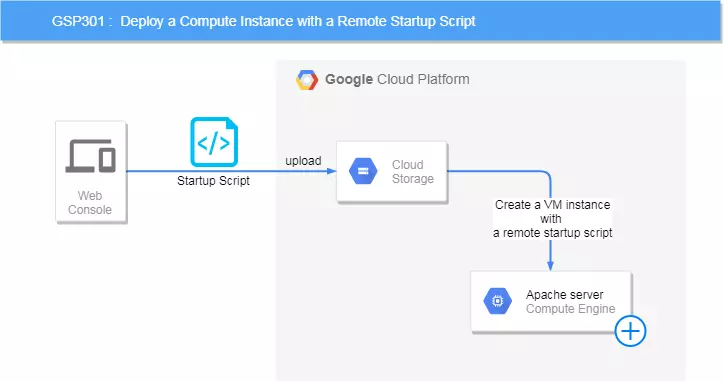 GSP301 : Deploy a Compute Instance with a Remote Startup Script
Google Cloud Platform
</>
upload
Startup Script
Cloud
Storage
Web
Console
Create a VM instance
with
a remote startup script
Apache server
Compute Engine